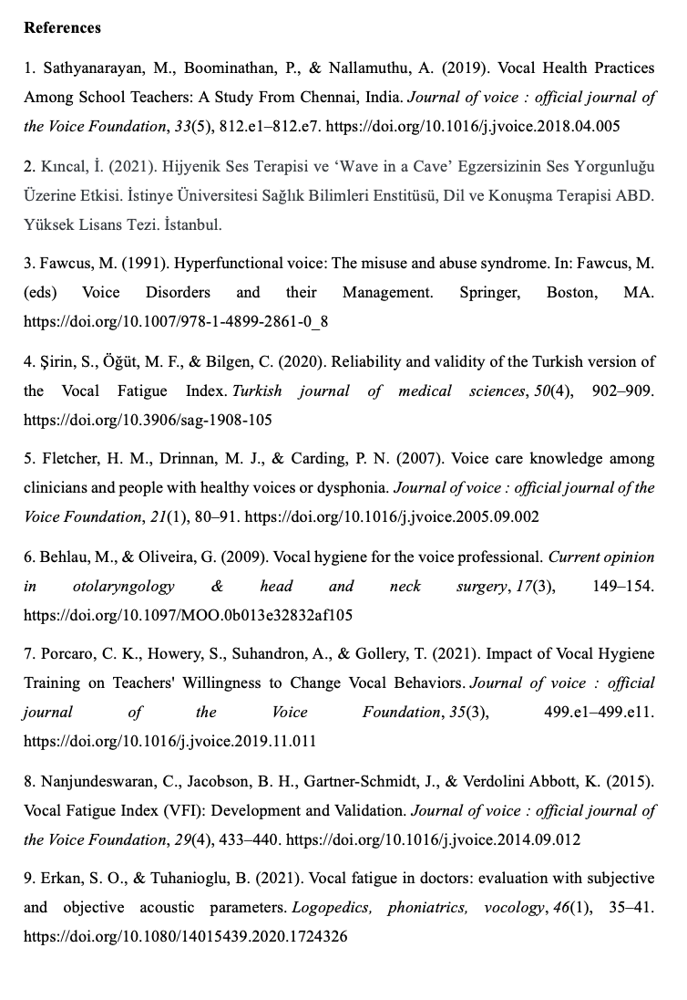 References
1. Sathyanarayan, M., Boominathan, P., & Nallamuthu, A. (2019). Vocal Health Practices
Among School Teachers: A Study From Chennai, India. Journal of voice : official journal of
the Voice Foundation, 33(5), 812.e1–812.e7. https://doi.org/10.1016/j.jvoice.2018.04.005
2. Kıncal, İ. (2021). Hijyenik Ses Terapisi ve ‘Wave in a Cave’ Egzersizinin Ses Yorgunluğu
Üzerine Etkisi. İstinye Üniversitesi Sağlık Bilimleri Enstitüsü, Dil ve Konuşma Terapisi ABD.
Yüksek Lisans Tezi. İstanbul.
3. Fawcus, M. (1991). Hyperfunctional voice: The misuse and abuse syndrome. In: Fawcus, M.
(eds) Voice Disorders and their Management. Springer, Boston, MA.
https://doi.org/10.1007/978-1-4899-2861-0_8
4. Şirin, S., Öğüt, M. F., & Bilgen, C. (2020). Reliability and validity of the Turkish version of
the Vocal Fatigue Index. Turkish journal of medical sciences, 50(4), 902–909.
https://doi.org/10.3906/sag-1908-105
5. Fletcher, H. M., Drinnan, M. J., & Carding, P. N. (2007). Voice care knowledge among
clinicians and people with healthy voices or dysphonia. Journal of voice : official journal of the
Voice Foundation, 21(1), 80–91. https://doi.org/10.1016/j.jvoice.2005.09.002
6. Behlau, M., & Oliveira, G. (2009). Vocal hygiene for the voice professional. Current opinion
in otolaryngology & head and neck surgery, 17(3), 149–154.
https://doi.org/10.1097/MOO.0b013e32832af105
7. Porcaro, C. K., Howery, S., Suhandron, A., & Gollery, T. (2021). Impact of Vocal Hygiene
Training on Teachers' Willingness to Change Vocal Behaviors. Journal of voice : official
journal of the Voice Foundation, 35(3), 499.e1–499.e11.
https://doi.org/10.1016/j.jvoice.2019.11.011
8. Nanjundeswaran, C., Jacobson, B. H., Gartner-Schmidt, J., & Verdolini Abbott, K. (2015).
Vocal Fatigue Index (VFI): Development and Validation. Journal of voice : official journal of
the Voice Foundation, 29(4), 433–440. https://doi.org/10.1016/j.jvoice.2014.09.012
9. Erkan, S. O., & Tuhanioglu, B. (2021). Vocal fatigue in doctors: evaluation with subjective
and objective acoustic parameters. Logopedics, phoniatrics, vocology, 46(1), 35–41.
https://doi.org/10.1080/14015439.2020.1724326